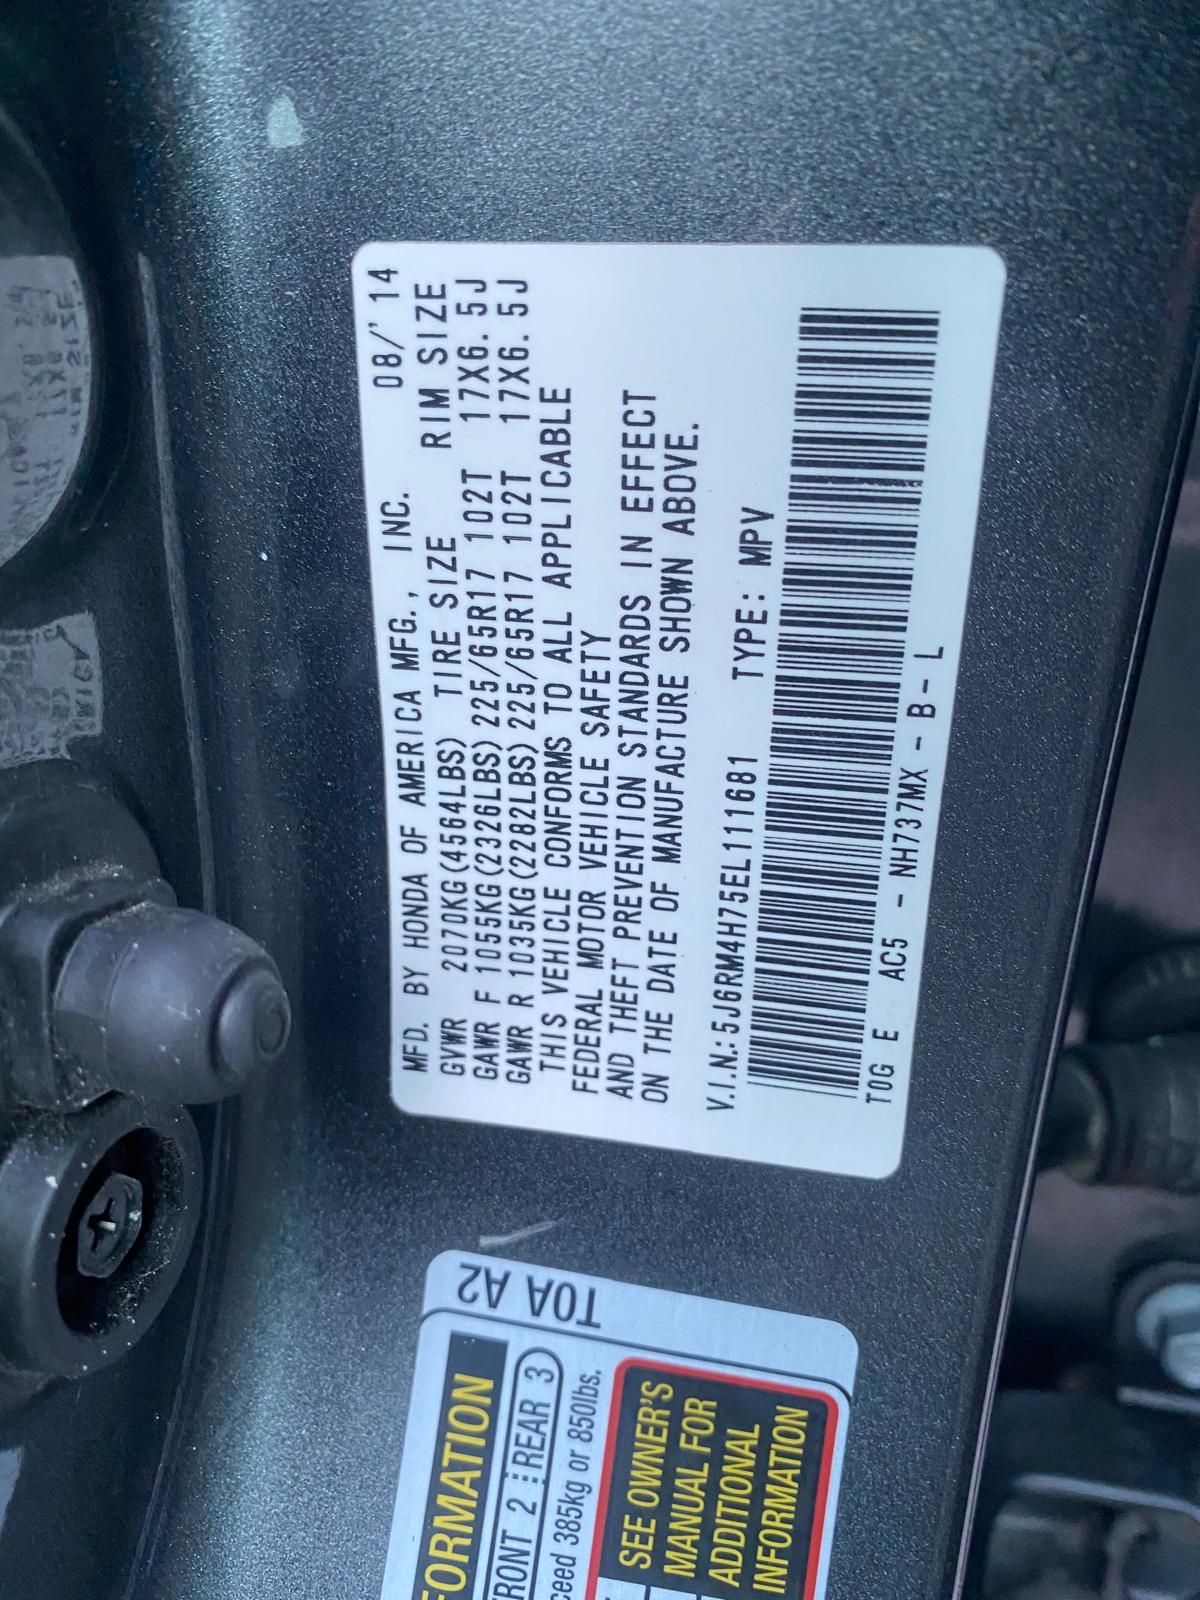 MFD. BY HONDA OF AMERICA MFG., INC. 08/'14
GVWR 2070KG(4564LBS) TIRE SIZE RIM SIZE
GAWR F 1055KG(2326LBS) 225/65R17 102T 17X6.5J
GAWR R 1035KG(2282LBS) 225/65R17 102T 17X6.5J
THIS VEHICLE CONFORMS TO ALL APPLICABLE
FEDERAL MOTOR VEHICLE SAFETY
AND THEFT PREVENTION STANDARDS IN EFFECT
ON THE DATE OF MANUFACTURE SHOWN ABOVE.
V.I.N.:5J6RM4H75EL111681 TYPE: MPV
T0G E AC5 - NH737MX - B - L
T0A A2
FRONT 2 REAR 3
385kg or 850lbs.
SEE OWNER'S
MANUAL FOR
ADDITIONAL
INFORMATION